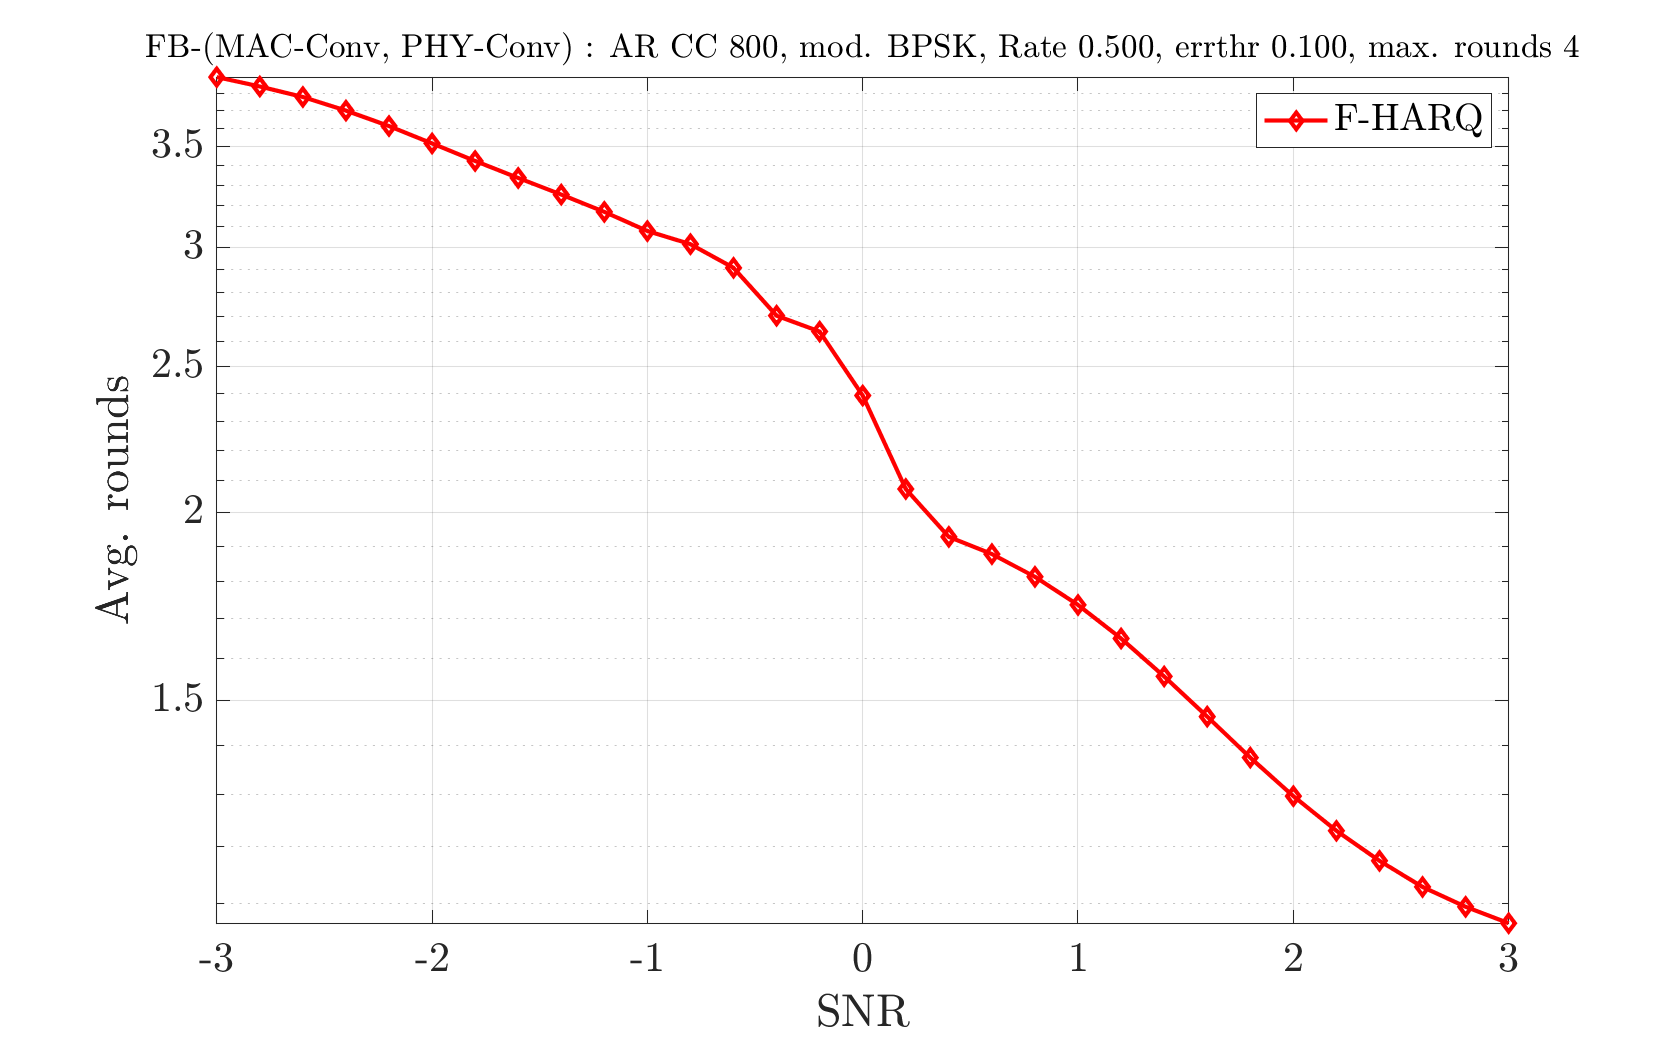 FB-(MAC-Conv, PHY-Conv) : AR CC 800, mod. BPSK, Rate 0.500, errthr 0.100, max. rounds 4
F-HARQ
3.5
3
2.5
2
1.5
Avg. rounds
-3 -2 -1 0 1 2 3
SNR